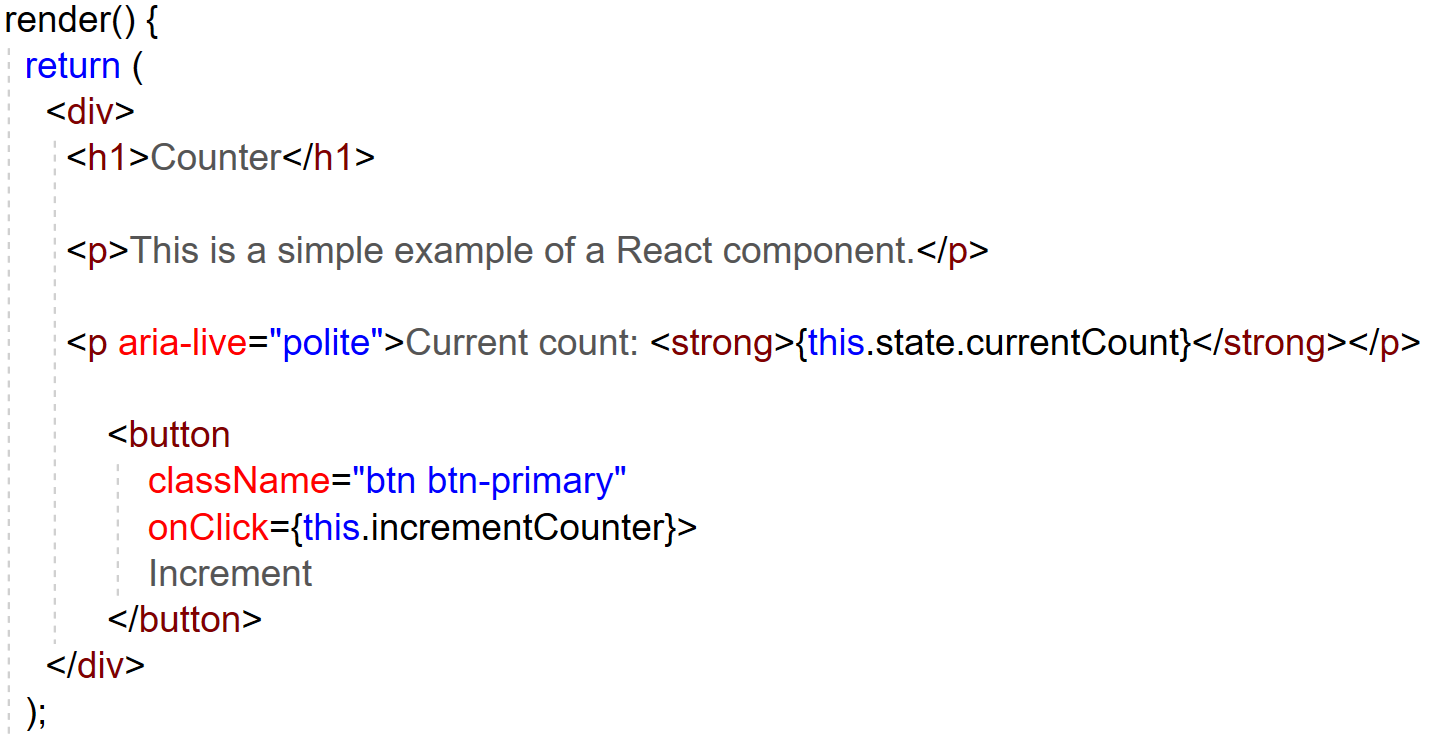 render() {
return (
<div>
<h1>Counter</h1>
<p>This is a simple example of a React component.</p>
<p aria-live="polite">Current count: <strong>{this.state.currentCount}</strong></p>
<button
className="btn btn-primary"
onClick={this.incrementCounter}>
Increment
</button>
</div>
);